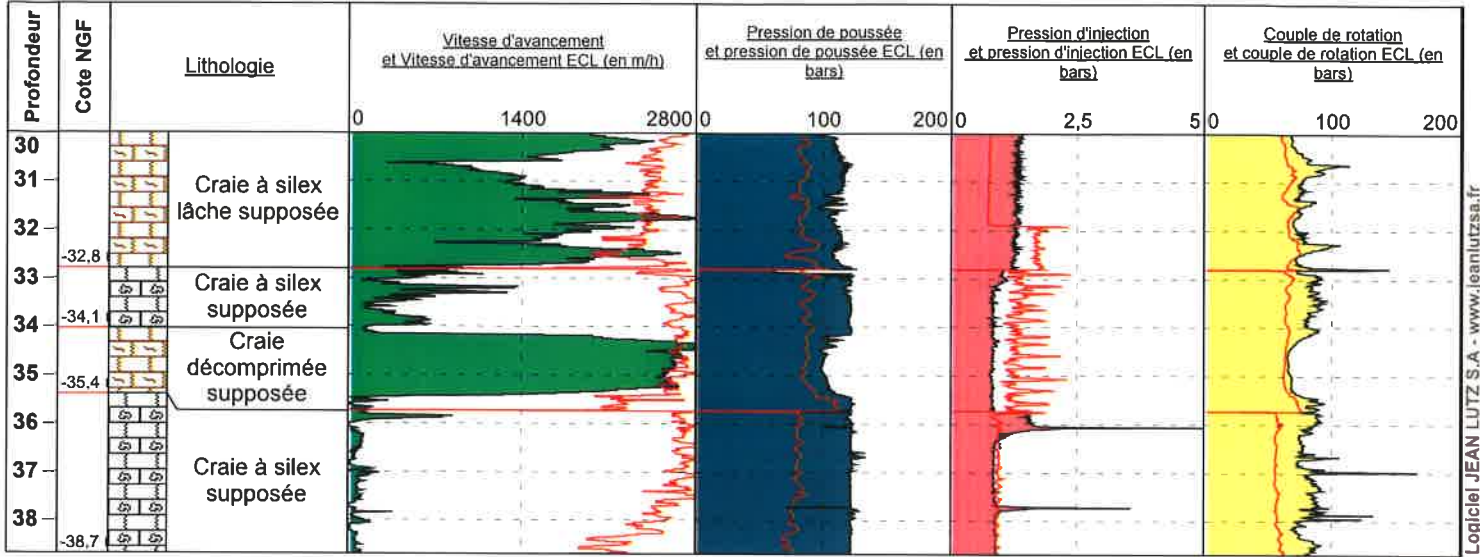 Profondeur
Cote NGF
Lithologie
Vitesse d'avancement
et Vitesse d'avancement ECL (en m/h)
0 1400 2800
Pression de poussée
et pression de poussée ECL (en
bars)
0 100 200
Pression d'injection
et pression d'injection ECL (en
bars)
0 2,5 5
Couple de rotation
et couple de rotation ECL (en
bars)
0 100 200
30
31
32
33
34
35
36
37
38
-32,8
-34,1
-35,4
-38,7
Craie à silex
lâche supposée
Craie à silex
supposée
Craie
décomprimée
supposée
Craie à silex
supposée
Logiciel JEAN LUTZ S.A - www.jeanlutzsa.fr